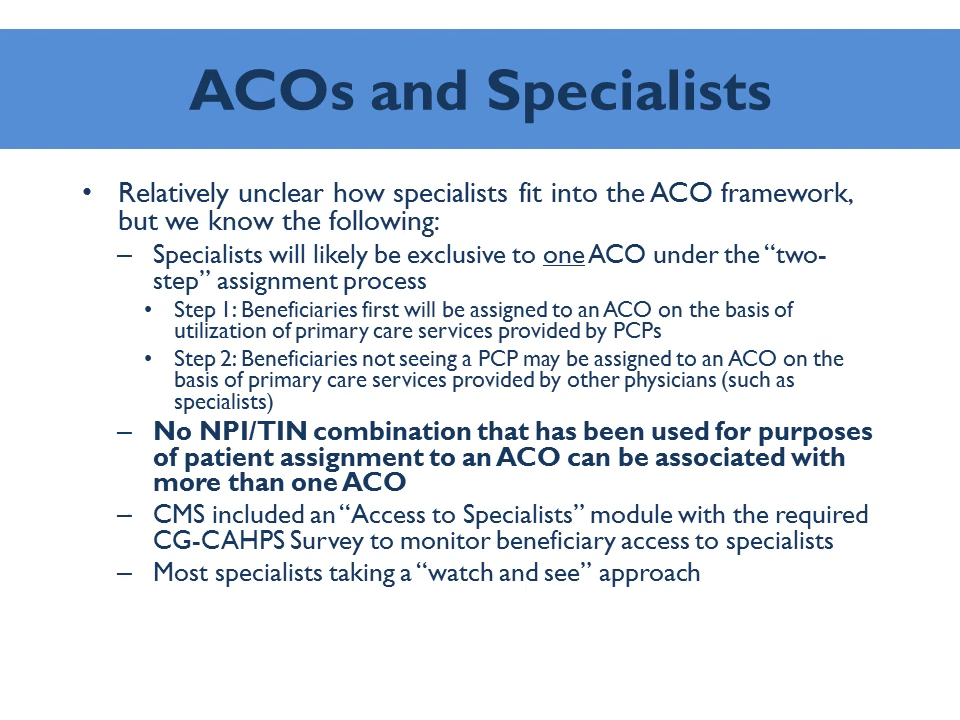 ACOs and Specialists
• Relatively unclear how specialists fit into the ACO framework,
but we know the following:
– Specialists will likely be exclusive to one ACO under the “two-
step” assignment process
• Step 1: Beneficiaries first will be assigned to an ACO on the basis of
utilization of primary care services provided by PCPs
• Step 2: Beneficiaries not seeing a PCP may be assigned to an ACO on the
basis of primary care services provided by other physicians (such as
specialists)
– No NPI/TIN combination that has been used for purposes
of patient assignment to an ACO can be associated with
more than one ACO
– CMS included an “Access to Specialists” module with the required
CG-CAHPS Survey to monitor beneficiary access to specialists
– Most specialists taking a “watch and see” approach